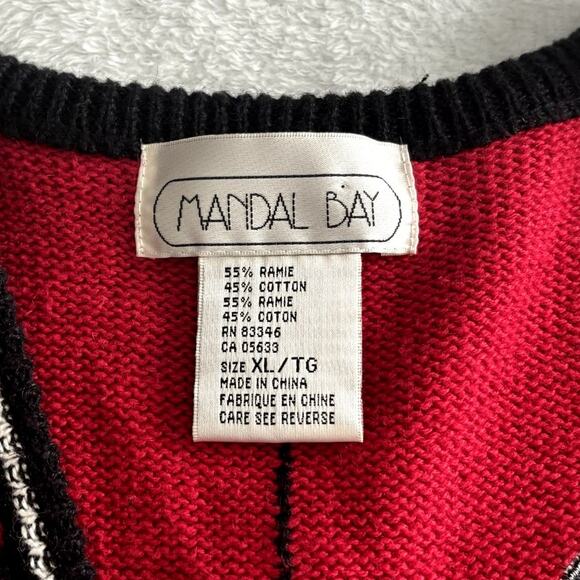 MANDAL BAY
55% RAMIE
45% COTTON
55% RAMIE
45% COTON
RN 83346
CA 05633
SIZE XL/TG
MADE IN CHINA
FABRIQUE EN CHINE
CARE SEE REVERSE